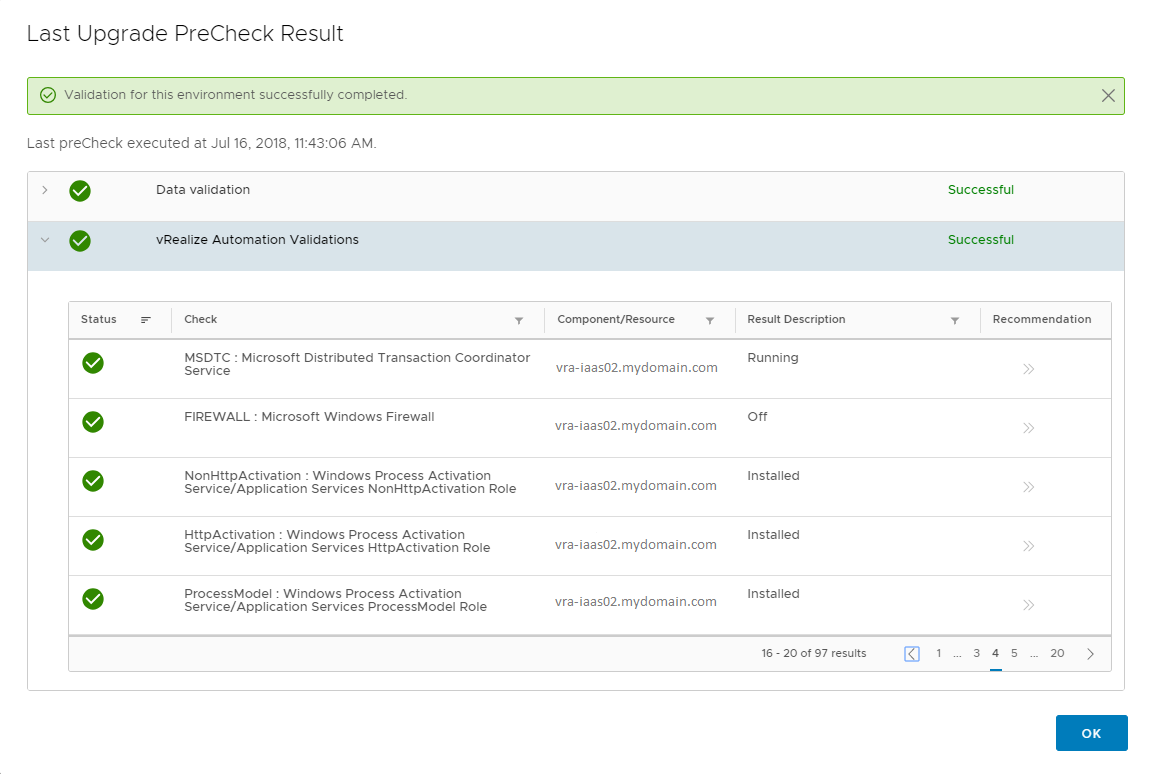 Last Upgrade PreCheck Result
Validation for this environment successfully completed.
Last preCheck executed at Jul 16, 2018, 11:43:06 AM.
Data validation Successful
vRealize Automation Validations Successful
Status Check Component/Resource Result Description Recommendation
MSDTC : Microsoft Distributed Transaction Coordinator
Service
vra-iaas02.mydomain.com
Running
FIREWALL : Microsoft Windows Firewall
vra-iaas02.mydomain.com
Off
NonHttpActivation : Windows Process Activation
Service/Application Services NonHttpActivation Role
vra-iaas02.mydomain.com
Installed
HttpActivation : Windows Process Activation
Service/Application Services HttpActivation Role
vra-iaas02.mydomain.com
Installed
ProcessModel : Windows Process Activation
Service/Application Services ProcessModel Role
vra-iaas02.mydomain.com
Installed
16 - 20 of 97 results 1 ... 3 4 5 ... 20
OK